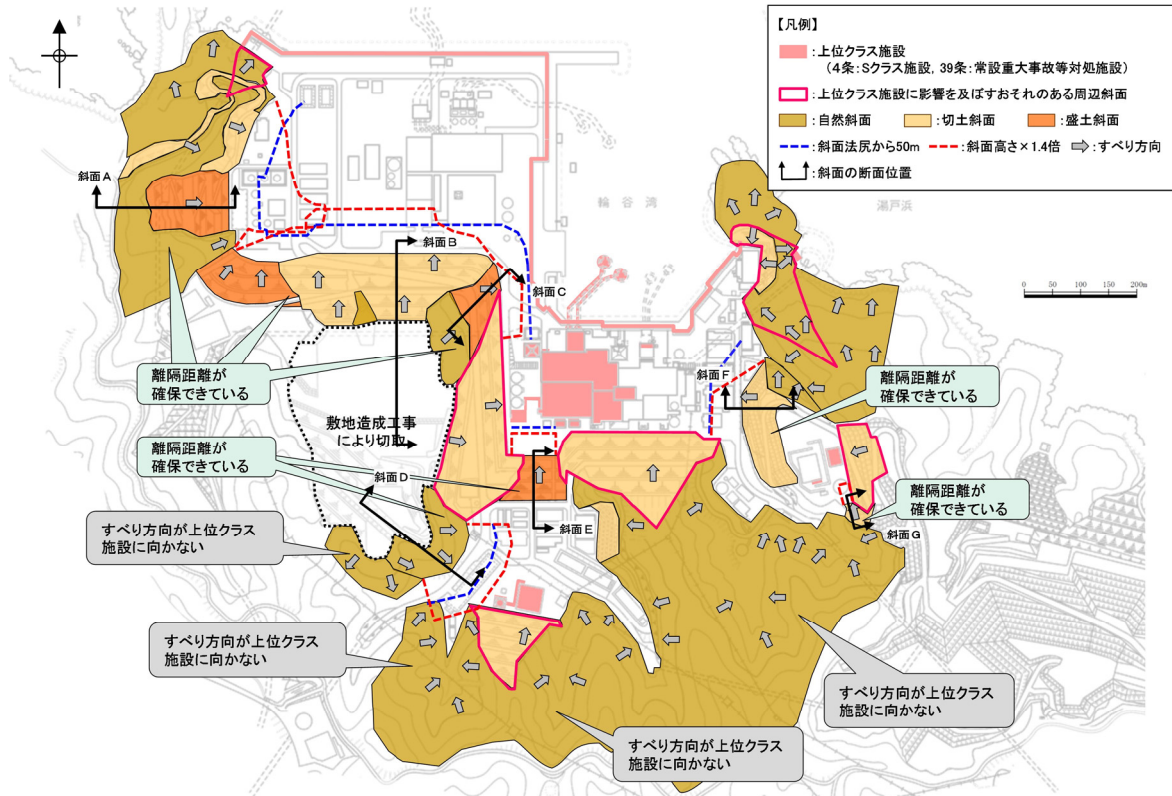 【凡例】
:上位クラス施設
(4条:Sクラス施設, 39条:常設重大事故等対処施設)
:上位クラス施設に影響を及ぼすおそれのある周辺斜面
:自然斜面
:切土斜面
:盛土斜面
:斜面法尻から50m
:斜面高さ×1.4倍
:すべり方向
:斜面の断面位置
輪谷湾
湯戸浜
0 50 100 150 200m
斜面A
斜面B
斜面C
離隔距離が
確保できている
斜面F
離隔距離が
確保できている
敷地造成工事
により切取
離隔距離が
確保できている
斜面D
離隔距離が
確保できている
斜面E
斜面G
すべり方向が上位クラス
施設に向かない
すべり方向が上位クラス
施設に向かない
すべり方向が上位クラス
施設に向かない
すべり方向が上位クラス
施設に向かない